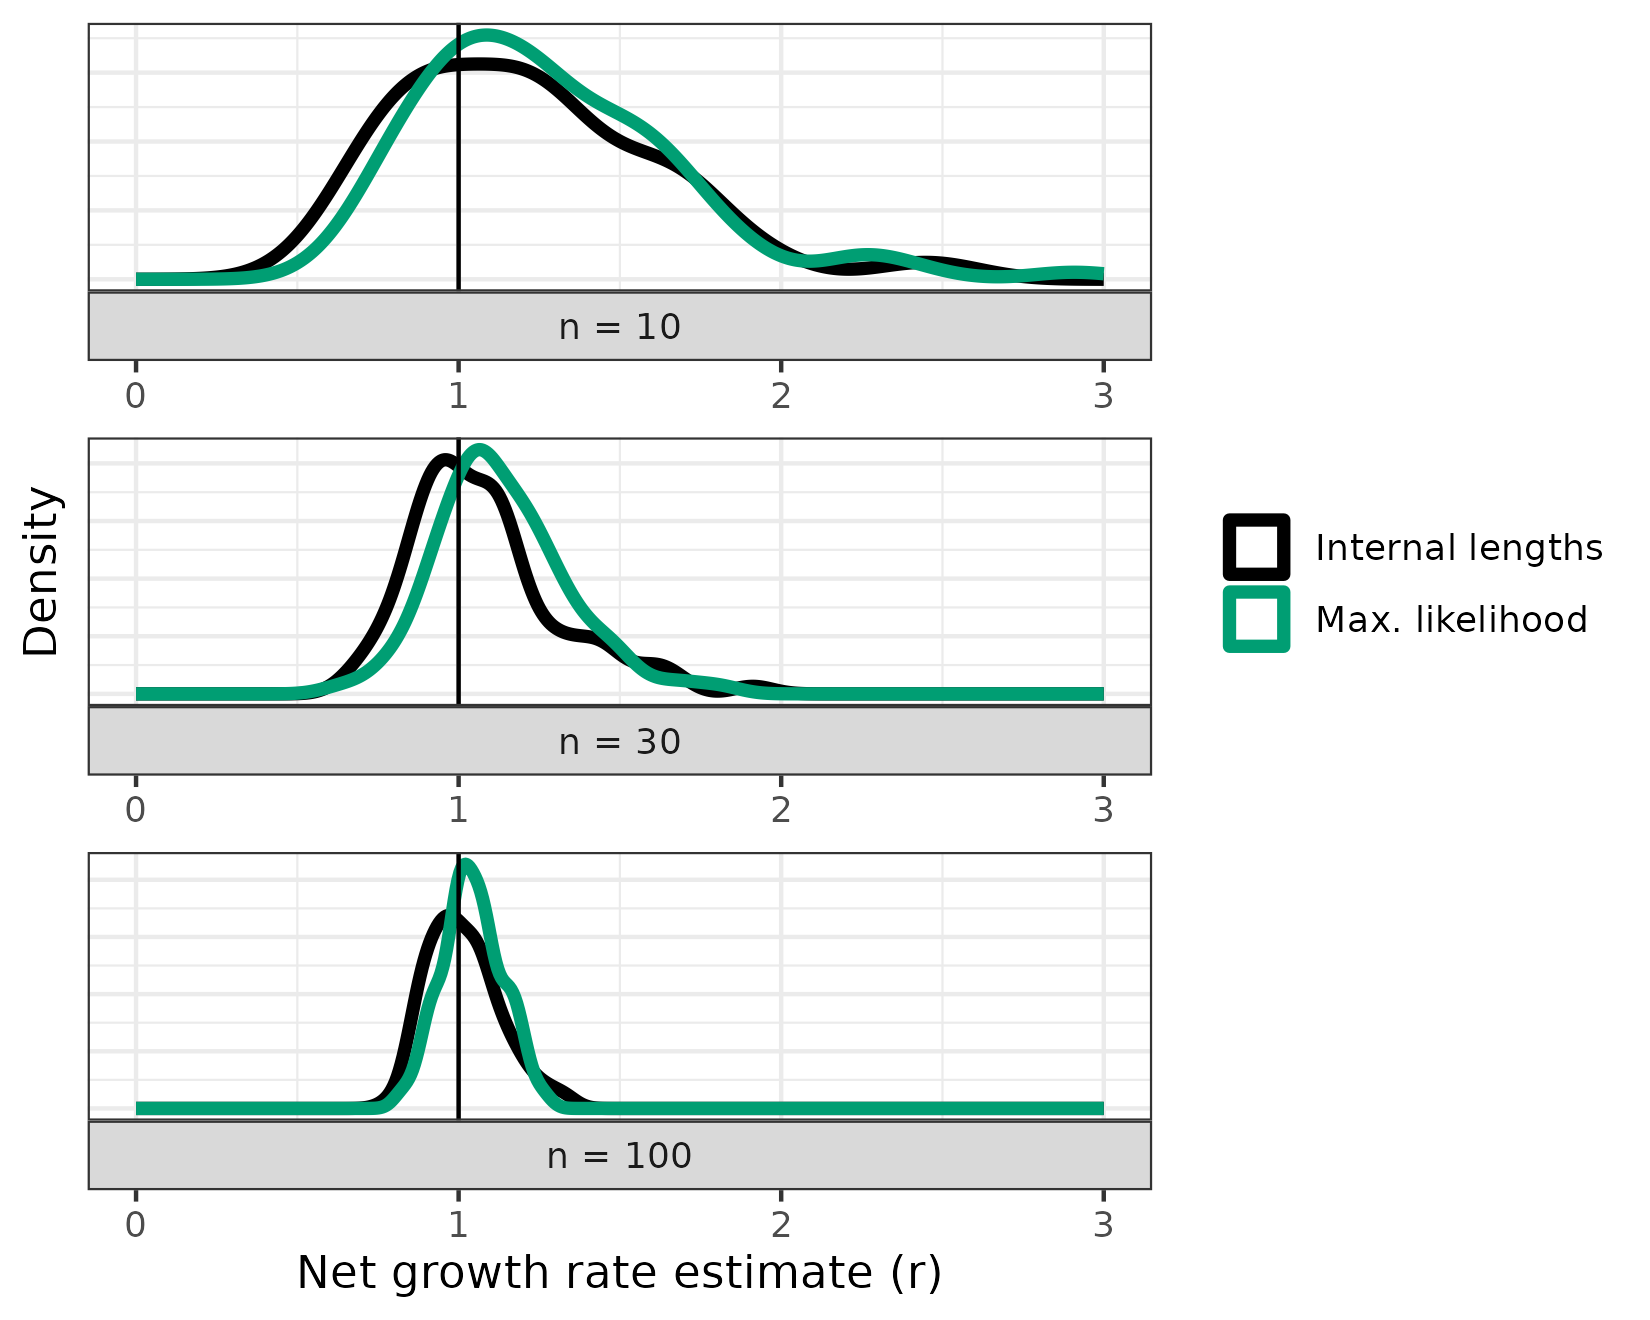 n = 10
0 1 2 3
n = 30
0 1 2 3
n = 100
0 1 2 3
Net growth rate estimate (r)
Density
Internal lengths
Max. likelihood